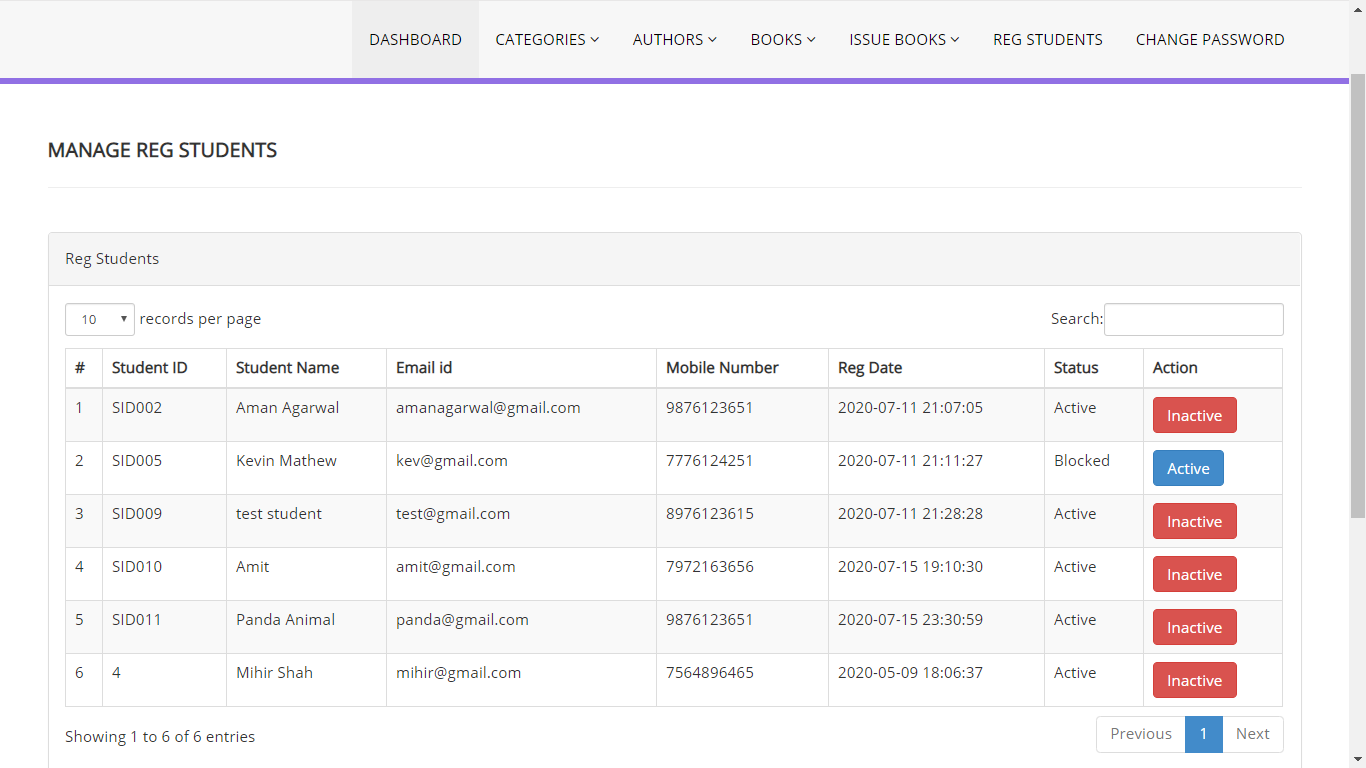 DASHBOARD CATEGORIES AUTHORS BOOKS ISSUE BOOKS REG STUDENTS CHANGE PASSWORD
MANAGE REG STUDENTS
Reg Students
10 records per page Search:
# Student ID Student Name Email id Mobile Number Reg Date Status Action
1 SID002 Aman Agarwal amanagarwal@gmail.com 9876123651 2020-07-11 21:07:05 Active Inactive
2 SID005 Kevin Mathew kev@gmail.com 7776124251 2020-07-11 21:11:27 Blocked Active
3 SID009 test student test@gmail.com 8976123615 2020-07-11 21:28:28 Active Inactive
4 SID010 Amit amit@gmail.com 7972163656 2020-07-15 19:10:30 Active Inactive
5 SID011 Panda Animal panda@gmail.com 9876123651 2020-07-15 23:30:59 Active Inactive
6 4 Mihir Shah mihir@gmail.com 7564896465 2020-05-09 18:06:37 Active Inactive
Showing 1 to 6 of 6 entries Previous 1 Next